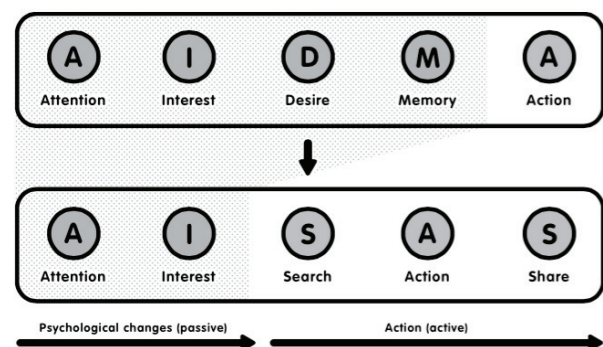 A I D M A
Attention Interest Desire Memory Action
A I S A S
Attention Interest Search Action Share
Psychological changes (passive) Action (active)